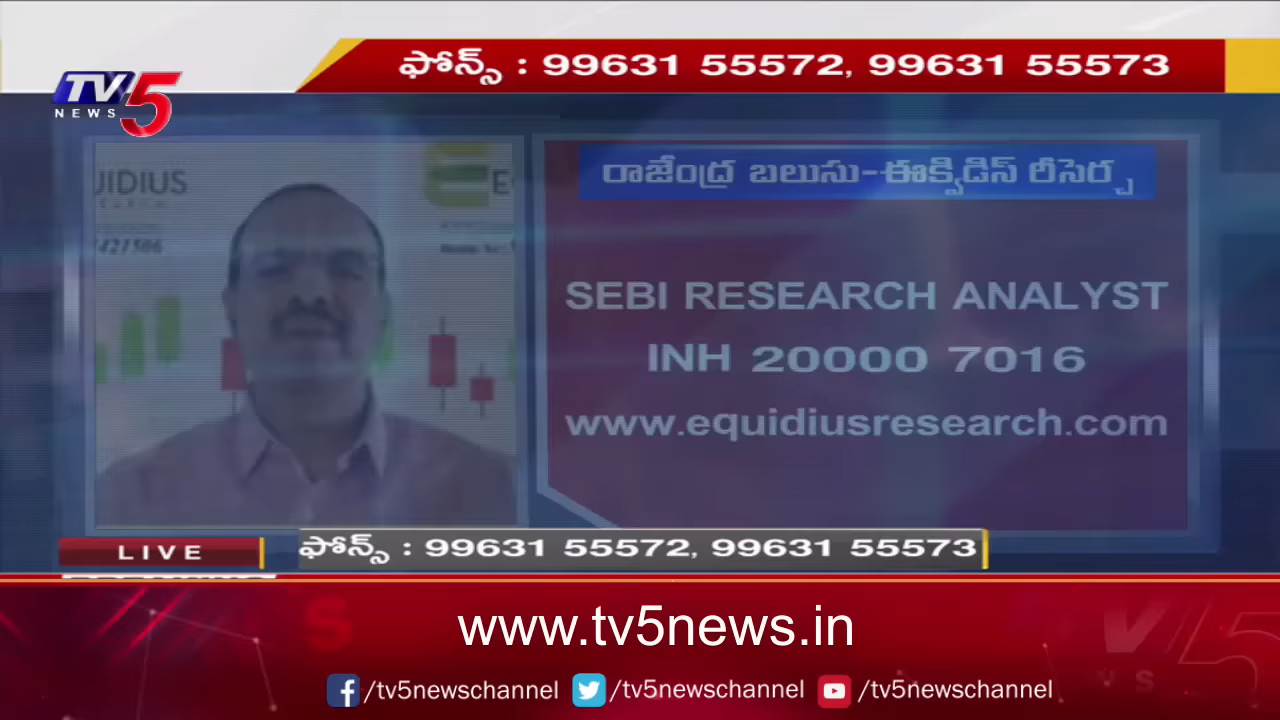 ఫోన్స్ : 99631 55572, 99631 55573
TV5
NEWS
రాజేంద్ర బలుసు-ఈక్విడిస్ రీసెర్చ
SEBI RESEARCH ANALYST
INH 20000 7016
www.equidiusresearch.com
LIVE
ఫోన్స్ : 99631 55572, 99631 55573
www.tv5news.in
/tv5newschannel
/tv5newschannel
/tv5newschannel